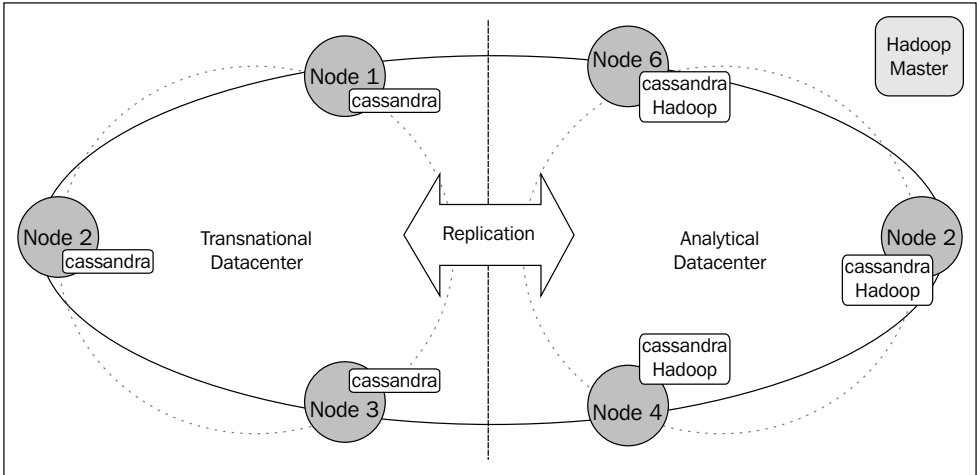 Node 1
cassandra
Node 6
cassandra
Hadoop
Hadoop
Master
Node 2
cassandra
Transnational
Datacenter
Replication
Analytical
Datacenter
Node 2
cassandra
Hadoop
Node 3
cassandra
cassandra
Hadoop
Node 4